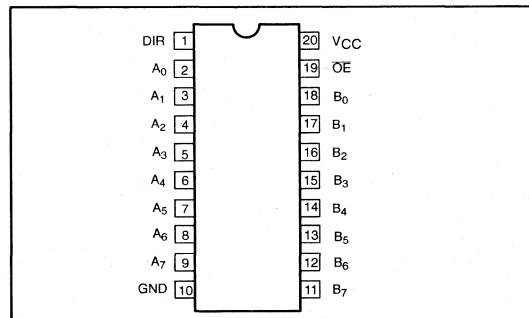 DIR 1 20 VCC
A0 2 19 OE
A1 3 18 B0
A2 4 17 B1
A3 5 16 B2
A4 6 15 B3
A5 7 14 B4
A6 8 13 B5
A7 9 12 B6
GND 10 11 B7